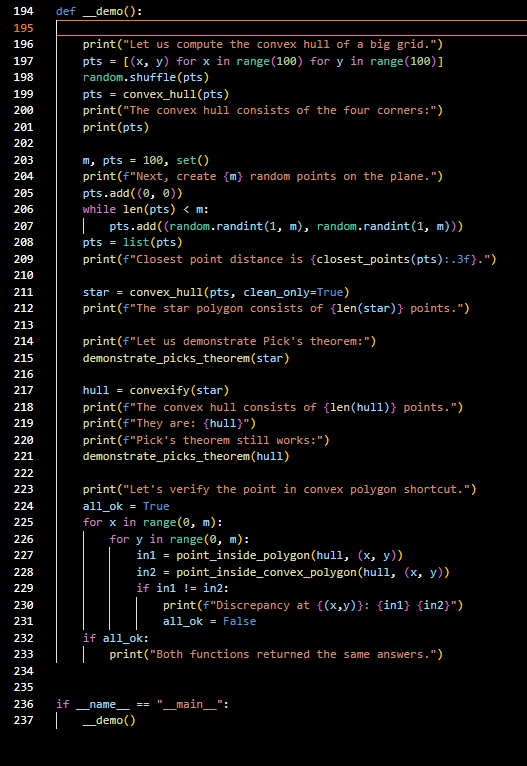 194 def __demo():
195
196     print("Let us compute the convex hull of a big grid.")
197     pts = [(x, y) for x in range(100) for y in range(100)]
198     random.shuffle(pts)
199     pts = convex_hull(pts)
200     print("The convex hull consists of the four corners:")
201     print(pts)
202
203     m, pts = 100, set()
204     print(f"Next, create {m} random points on the plane.")
205     pts.add((0, 0))
206     while len(pts) < m:
207         pts.add((random.randint(1, m), random.randint(1, m)))
208     pts = list(pts)
209     print(f"Closest point distance is {closest_points(pts):.3f}.")
210
211     star = convex_hull(pts, clean_only=True)
212     print(f"The star polygon consists of {len(star)} points.")
213
214     print(f"Let us demonstrate Pick's theorem:")
215     demonstrate_picks_theorem(star)
216
217     hull = convexify(star)
218     print(f"The convex hull consists of {len(hull)} points.")
219     print(f"They are: {hull}")
220     print(f"Pick's theorem still works:")
221     demonstrate_picks_theorem(hull)
222
223     print("Let's verify the point in convex polygon shortcut.")
224     all_ok = True
225     for x in range(0, m):
226         for y in range(0, m):
227             in1 = point_inside_polygon(hull, (x, y))
228             in2 = point_inside_convex_polygon(hull, (x, y))
229             if in1 != in2:
230                 print(f"Discrepancy at {(x,y)}: {in1} {in2}")
231                 all_ok = False
232     if all_ok:
233         print("Both functions returned the same answers.")
234
235
236 if __name__ == "__main__":
237     __demo()